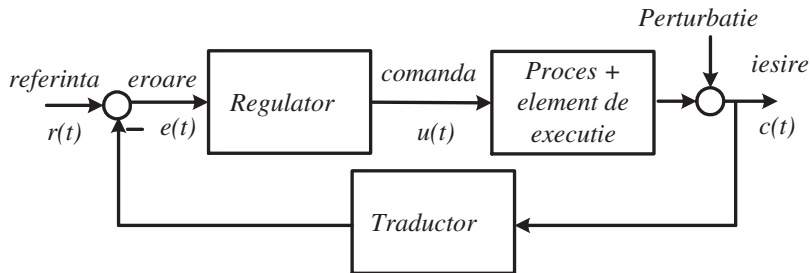 Perturbatie
referinta
eroare
comanda
iesire
Regulator
Proces +
element de
executie
r(t)
e(t)
u(t)
c(t)
Traductor